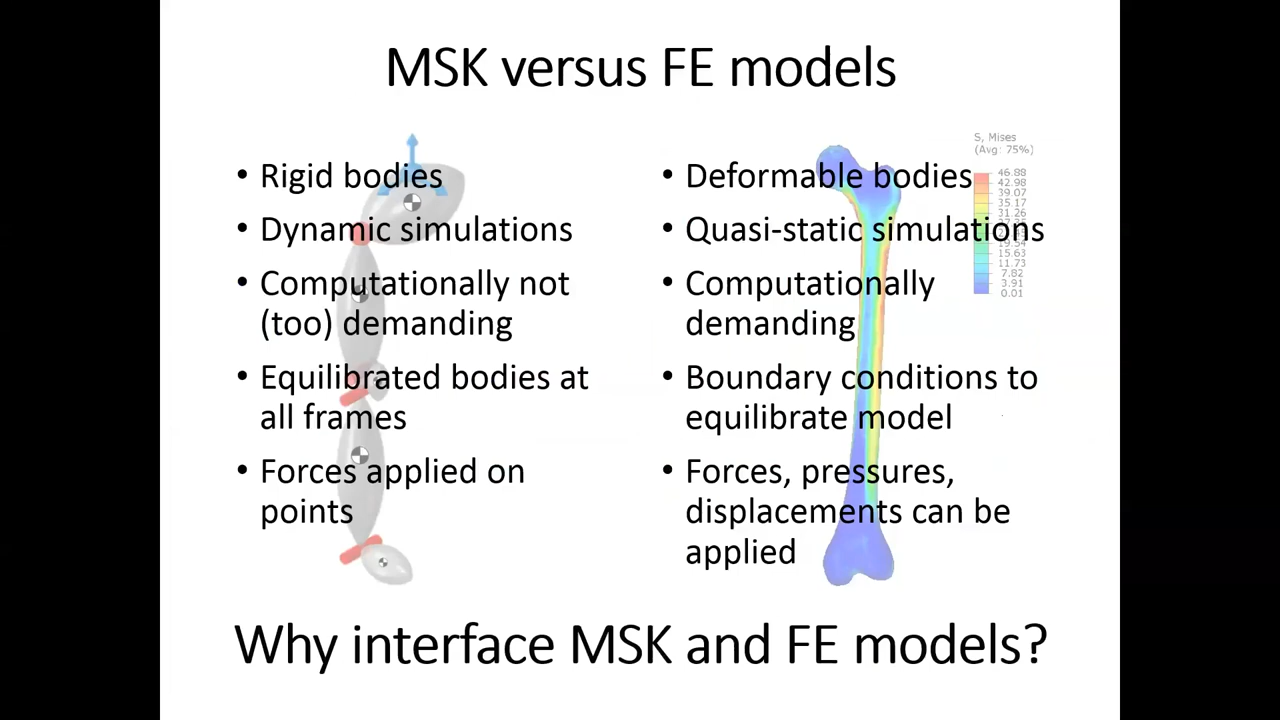 MSK versus FE models
• Rigid bodies
• Dynamic simulations
• Computationally not
(too) demanding
• Equilibrated bodies at
all frames
• Forces applied on
points
• Deformable bodies
• Quasi-static simulations
• Computationally
demanding
• Boundary conditions to
equilibrate model
• Forces, pressures,
displacements can be
applied
S, Mises
(Avg: 75%)
46.88
42.98
39.07
35.17
31.26
15.63
11.73
7.82
3.91
0.01
Why interface MSK and FE models?